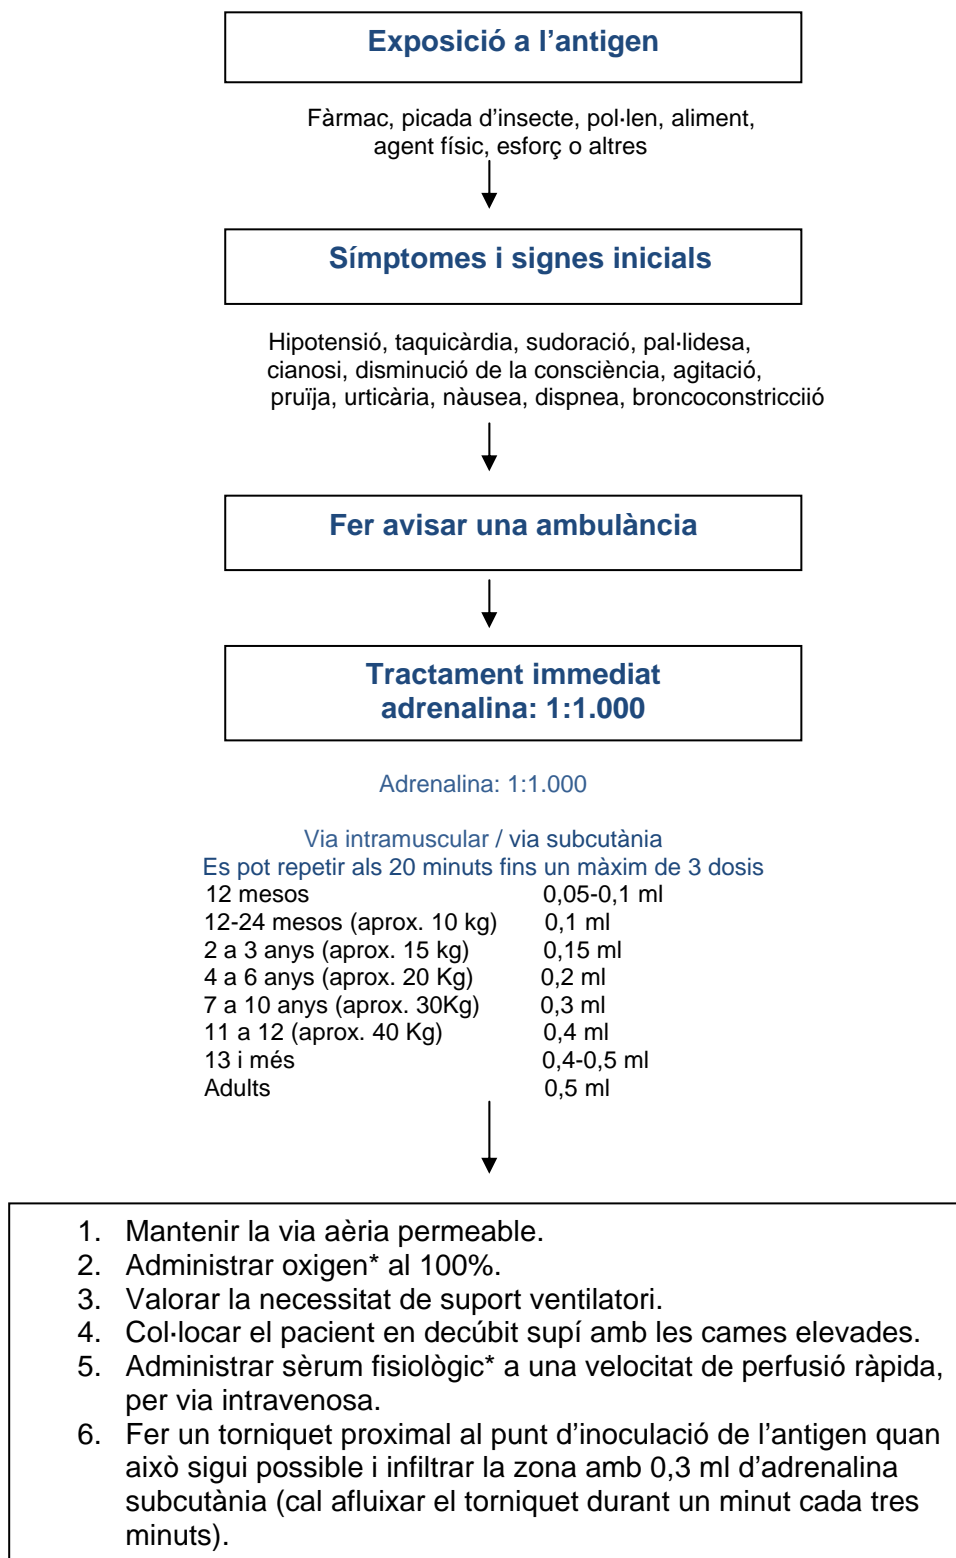 Exposició a l’antigen
Fàrmac, picada d’insecte, pol·len, aliment,
agent físic, esforç o altres
Símptomes i signes inicials
Hipotensió, taquicàrdia, sudoració, pal·lidesa,
cianosi, disminució de la consciència, agitació,
pruïja, urticària, nàusea, dispnea, broncoconstricciió
Fer avisar una ambulància
Tractament immediat
adrenalina: 1:1.000
Adrenalina: 1:1.000
Via intramuscular / via subcutània
Es pot repetir als 20 minuts fins un màxim de 3 dosis
12 mesos 0,05-0,1 ml
12-24 mesos (aprox. 10 kg) 0,1 ml
2 a 3 anys (aprox. 15 kg) 0,15 ml
4 a 6 anys (aprox. 20 Kg) 0,2 ml
7 a 10 anys (aprox. 30Kg) 0,3 ml
11 a 12 (aprox. 40 Kg) 0,4 ml
13 i més 0,4-0,5 ml
Adults 0,5 ml
1. Mantenir la via aèria permeable.
2. Administrar oxigen* al 100%.
3. Valorar la necessitat de suport ventilatori.
4. Col·locar el pacient en decúbit supí amb les cames elevades.
5. Administrar sèrum fisiològic* a una velocitat de perfusió ràpida,
per via intravenosa.
6. Fer un torniquet proximal al punt d’inoculació de l’antigen quan
això sigui possible i infiltrar la zona amb 0,3 ml d’adrenalina
subcutània (cal afluixar el torniquet durant un minut cada tres
minuts).